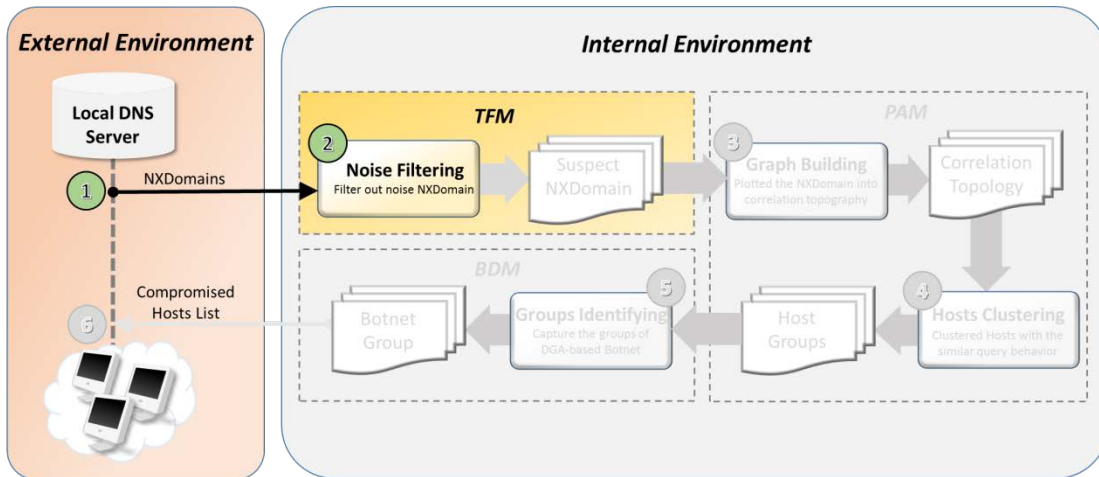 External Environment
Local DNS
Server
1
NXDomains
Compromised
Hosts List
6
Internal Environment
TFM
2
Noise Filtering
Filter out noise NXDomain
Suspect
NXDomain
PAM
3
Graph Building
Plotted the NXDomain into
correlation topography
Correlation
Topology
4
Hosts Clustering
Clustered Hosts with the
similar query behavior
Host
Groups
BDM
5
Groups Identifying
Capture the groups of
DGA-based Botnet
Botnet
Group